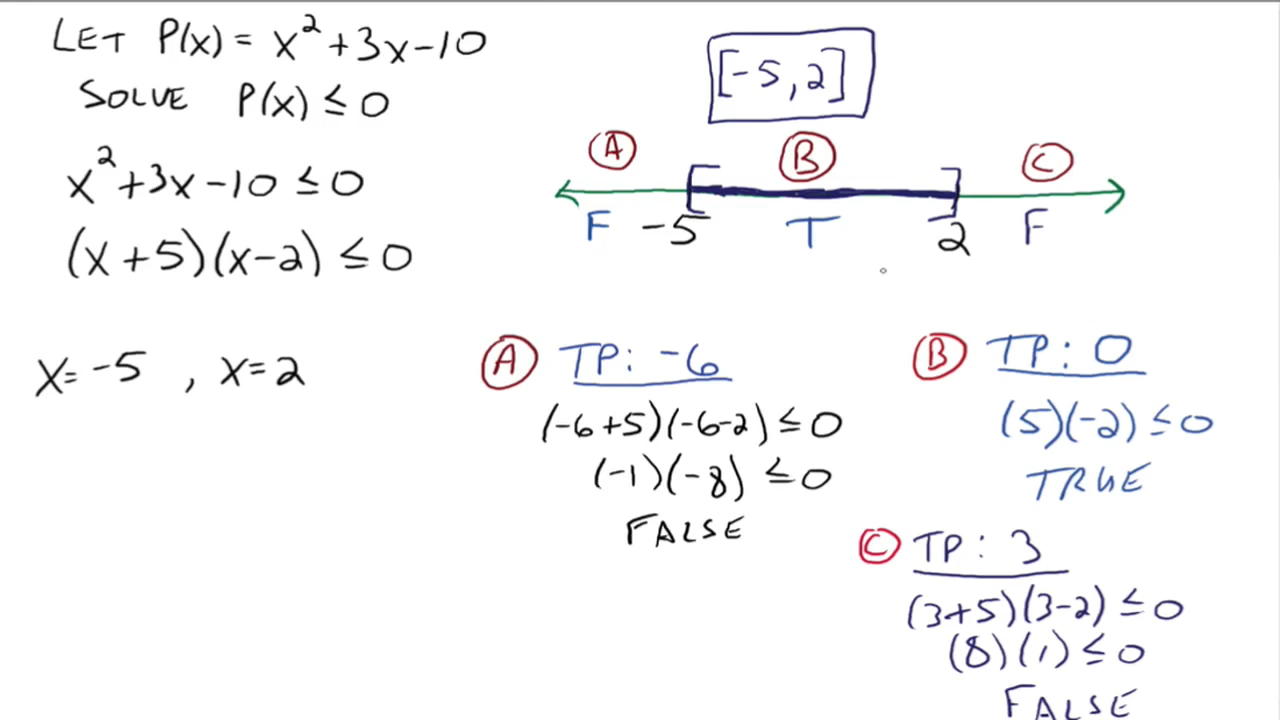 LET P(x) = x² + 3x - 10
SOLVE P(x) ≤ 0
x² + 3x - 10 ≤ 0
(x + 5)(x - 2) ≤ 0
x = -5 , x = 2
[-5, 2]
A B C
F -5 T 2 F
A TP: -6
(-6 + 5)(-6 - 2) ≤ 0
(-1)(-8) ≤ 0
FALSE
B TP: 0
(5)(-2) ≤ 0
TRUE
C TP: 3
(3 + 5)(3 - 2) ≤ 0
(8)(1) ≤ 0
FALSE